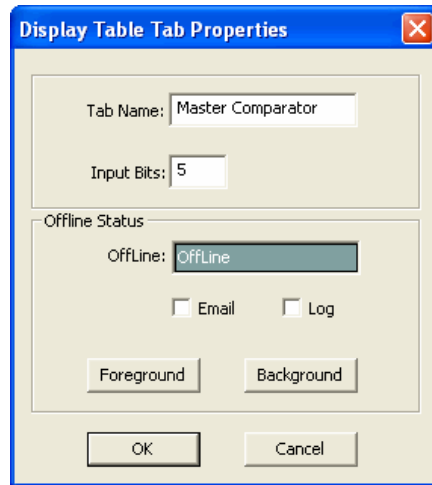 Display Table Tab Properties
Tab Name: Master Comparator
Input Bits: 5
Offline Status
OffLine: OffLine
Email Log
Foreground Background
OK Cancel